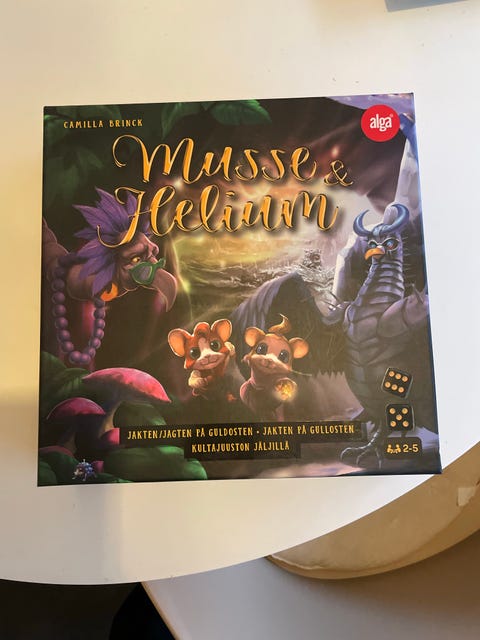 CAMILLA BRINCK
alga
Musse &
Helium
JAKTEN/JAGTEN PÅ GULDOSTEN • JAKTEN PÅ GULLOSTEN
KULTAJUUSTON JÄLJILLÄ
2-5